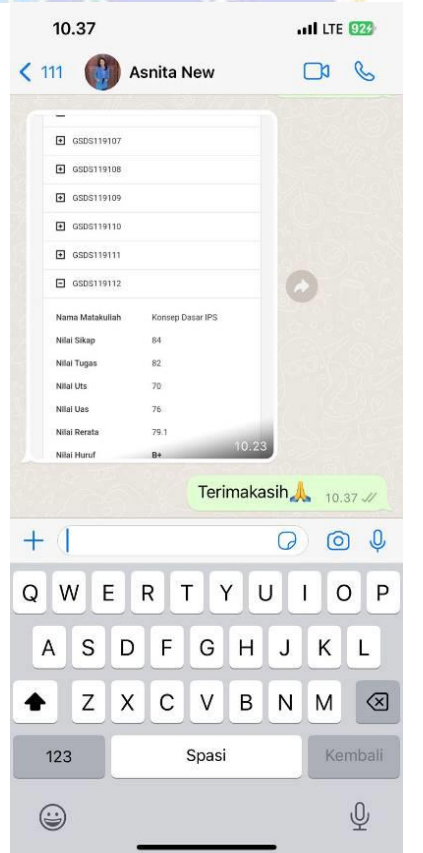 10.37
LTE 92
111 Asnita New
GSDS119107
GSDS119108
GSDS119109
GSDS119110
GSDS119111
GSDS119112
Nama Matakuliah Konsep Dasar IPS
Nilai Sikap 84
Nilai Tugas 82
Nilai Uts 70
Nilai Uas 76
Nilai Rerata 79.1
Nilai Huruf B+
10.23
Terimakasih🙏 10.37
Q W E R T Y U I O P
A S D F G H J K L
Z X C V B N M
123 Spasi Kembali